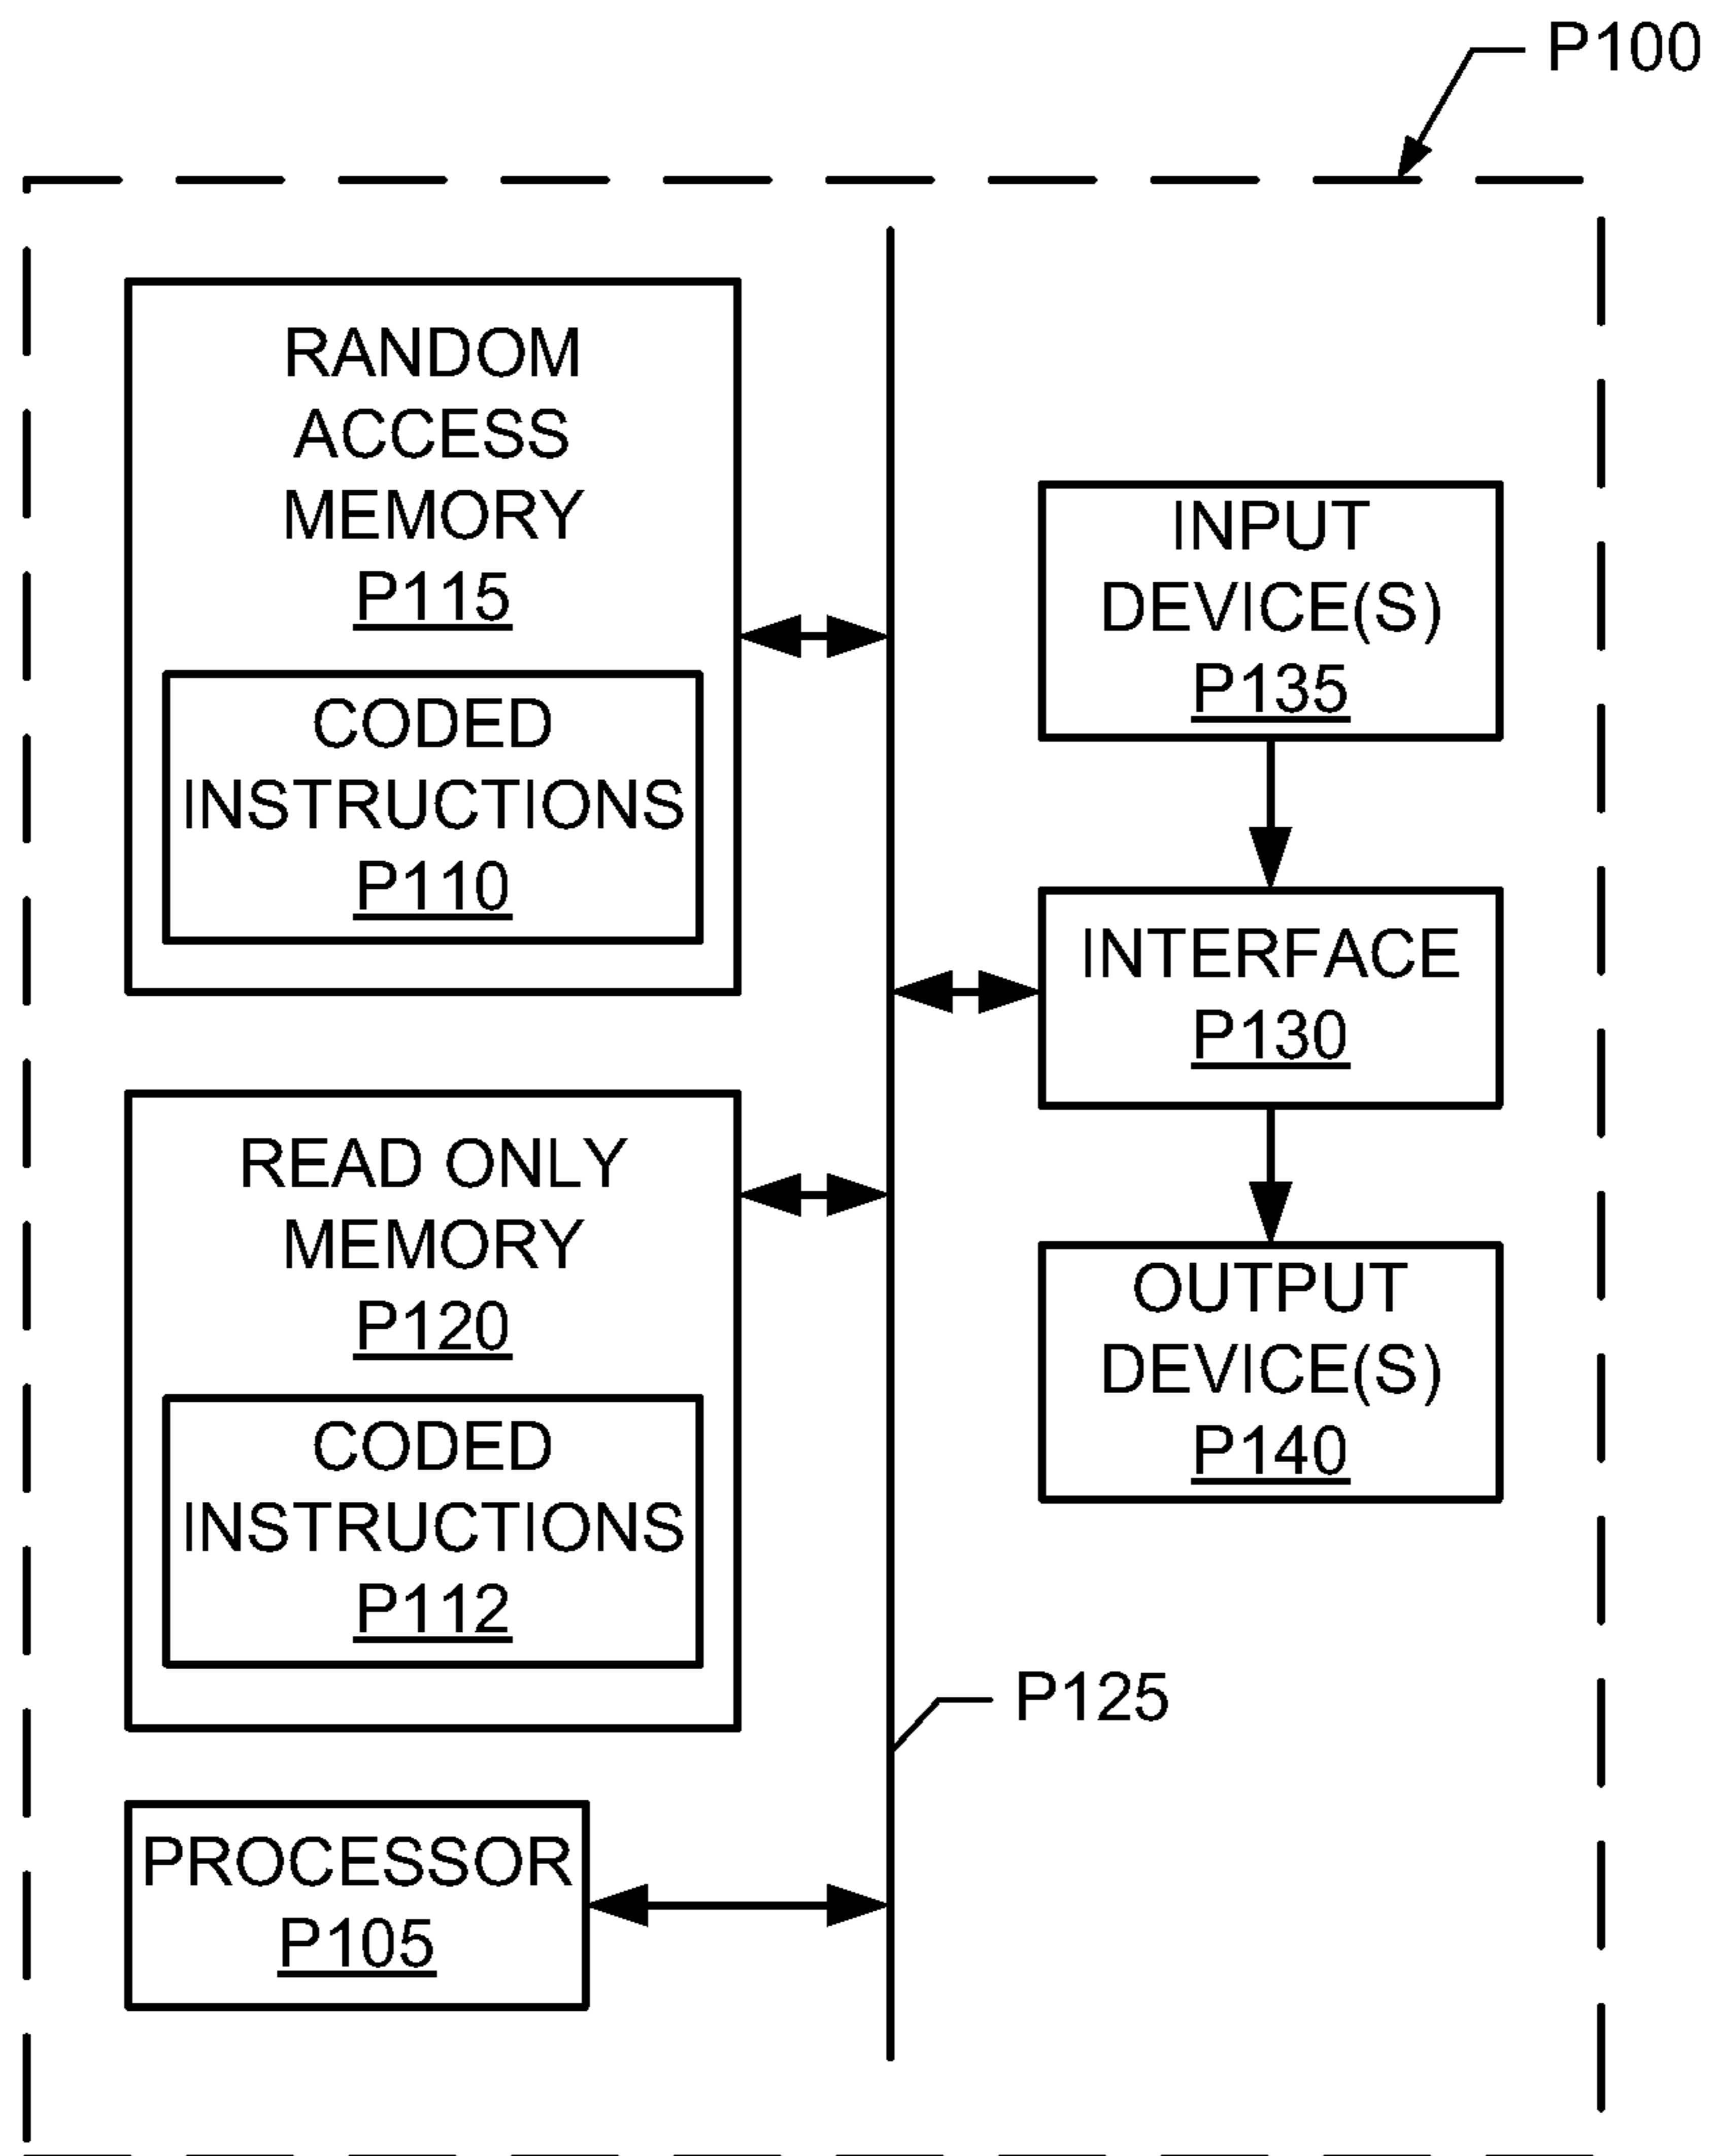 P100
RANDOM
ACCESS
MEMORY
P115
CODED
INSTRUCTIONS
P110
READ ONLY
MEMORY
P120
CODED
INSTRUCTIONS
P112
PROCESSOR
P105
INPUT
DEVICE(S)
P135
INTERFACE
P130
OUTPUT
DEVICE(S)
P140
P125